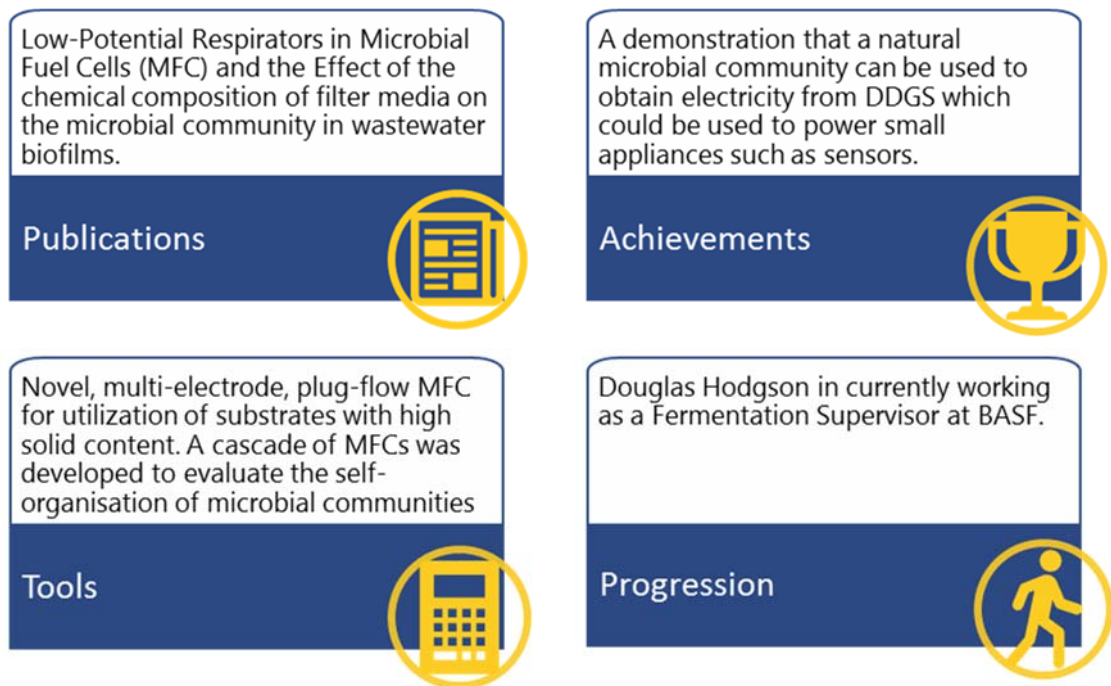 Low-Potential Respirators in Microbial
Fuel Cells (MFC) and the Effect of the
chemical composition of filter media on
the microbial community in wastewater
biofilms.
Publications
A demonstration that a natural
microbial community can be used to
obtain electricity from DDGS which
could be used to power small
appliances such as sensors.
Achievements
Novel, multi-electrode, plug-flow MFC
for utilization of substrates with high
solid content. A cascade of MFCs was
developed to evaluate the self-
organisation of microbial communities
Tools
Douglas Hodgson in currently working
as a Fermentation Supervisor at BASF.
Progression